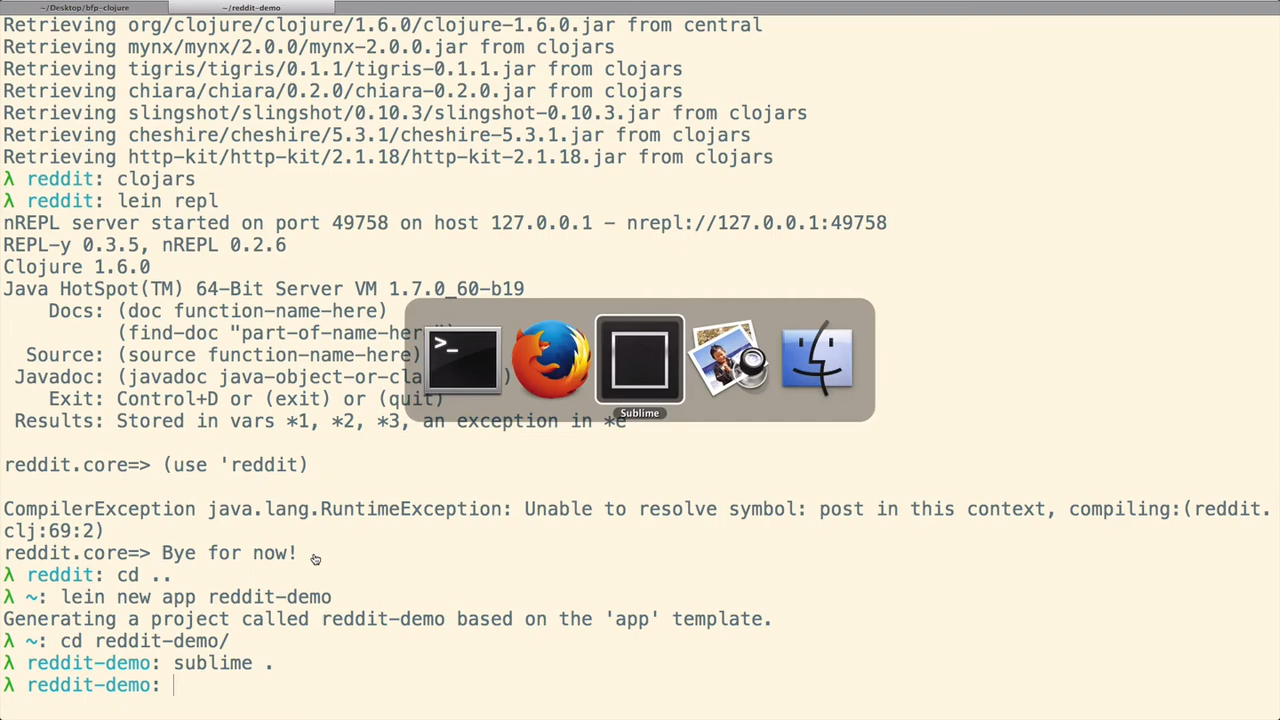 ~/Desktop/bfp-clojure
~/reddit-demo
Retrieving org/clojure/clojure/1.6.0/clojure-1.6.0.jar from central
Retrieving mynx/mynx/2.0.0/mynx-2.0.0.jar from clojars
Retrieving tigris/tigris/0.1.1/tigris-0.1.1.jar from clojars
Retrieving chiara/chiara/0.2.0/chiara-0.2.0.jar from clojars
Retrieving slingshot/slingshot/0.10.3/slingshot-0.10.3.jar from clojars
Retrieving cheshire/cheshire/5.3.1/cheshire-5.3.1.jar from clojars
Retrieving http-kit/http-kit/2.1.18/http-kit-2.1.18.jar from clojars
λ reddit: clojars
λ reddit: lein repl
nREPL server started on port 49758 on host 127.0.0.1 - nrepl://127.0.0.1:49758
REPL-y 0.3.5, nREPL 0.2.6
Clojure 1.6.0
Java HotSpot(TM) 64-Bit Server VM 1.7.0_60-b19
Docs: (doc function-name-here)
(find-doc "part-of-name-here")
Source: (source function-name-here)
Javadoc: (javadoc java-object-or-cla )
Exit: Control+D or (exit) or (quit)
Results: Stored in vars *1, *2, *3, an exception in *e
>_
Sublime
reddit.core=> (use 'reddit)
CompilerException java.lang.RuntimeException: Unable to resolve symbol: post in this context, compiling:(reddit.
clj:69:2)
reddit.core=> Bye for now!
λ reddit: cd ..
λ ~: lein new app reddit-demo
Generating a project called reddit-demo based on the 'app' template.
λ ~: cd reddit-demo/
λ reddit-demo: sublime .
λ reddit-demo: